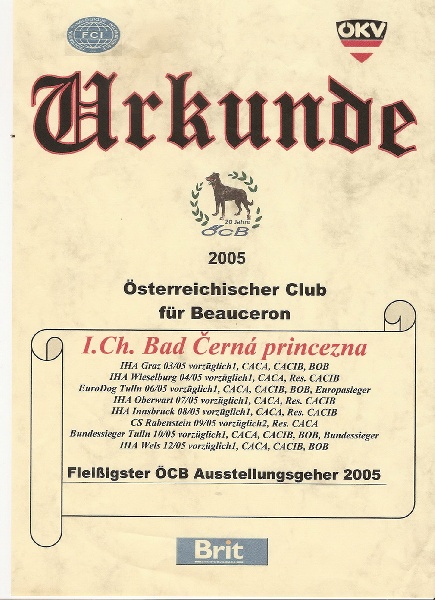 FCI
ÖKV
Urkunde
20 Jahre
ÖCB
2005
Österreichischer Club
für Beauceron
I.Ch. Bad Černá princezna
IHA Graz 03/05 vorzüglich1, CACA, CACIB, BOB
IHA Wieselburg 04/05 vorzüglich1, CACA, Res. CACIB
EuroDog Tulln 06/05 vorzüglich1, CACA, CACIB, BOB, Europasieger
IHA Oberwart 07/05 vorzüglich1, CACA, Res. CACIB
IHA Innsbruck 08/05 vorzüglich1, CACA, Res. CACIB
CS Rabenstein 09/05 vorzüglich2, Res. CACA
Bundessieger Tulln 10/05 vorzüglich1, CACA, CACIB, BOB, Bundessieger
IHA Wels 12/05 vorzüglich1, CACA, CACIB, BOB
Fleißigster ÖCB Ausstellungsgeher 2005
Brit